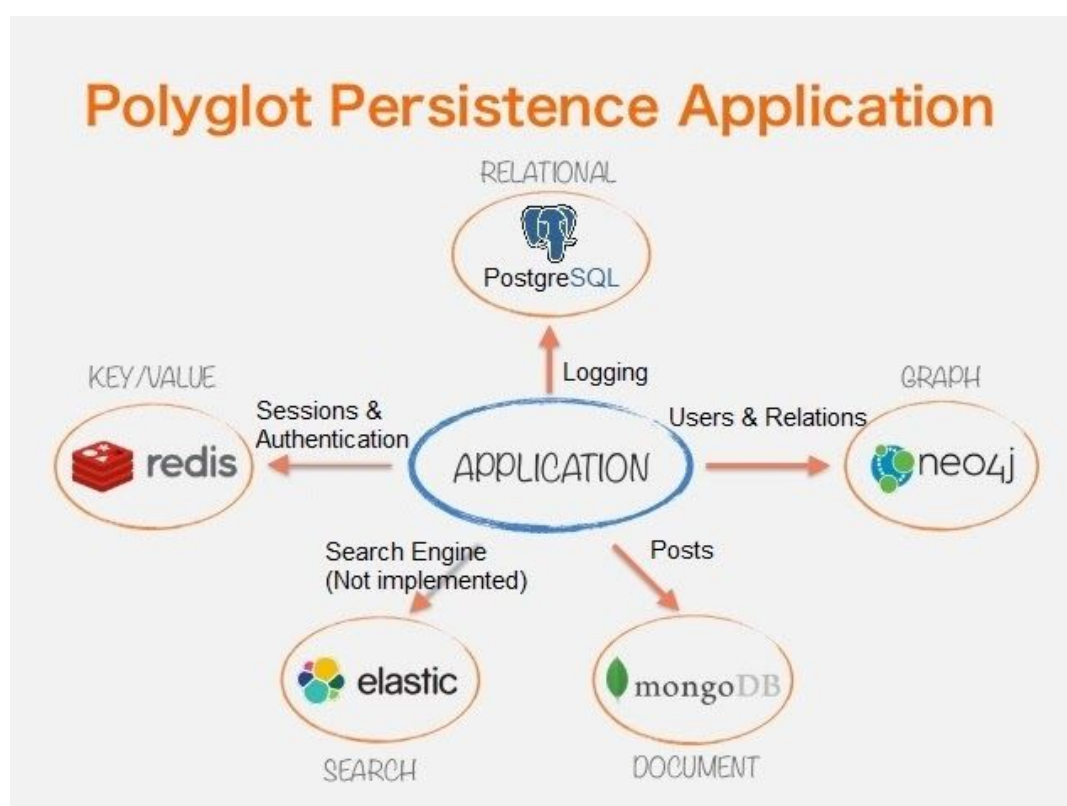 Polyglot Persistence Application
RELATIONAL
PostgreSQL
Logging
KEY/VALUE
redis
Sessions &
Authentication
APPLICATION
Users & Relations
GRAPH
neo4j
Search Engine
(Not implemented)
Posts
elastic
SEARCH
mongoDB
DOCUMENT